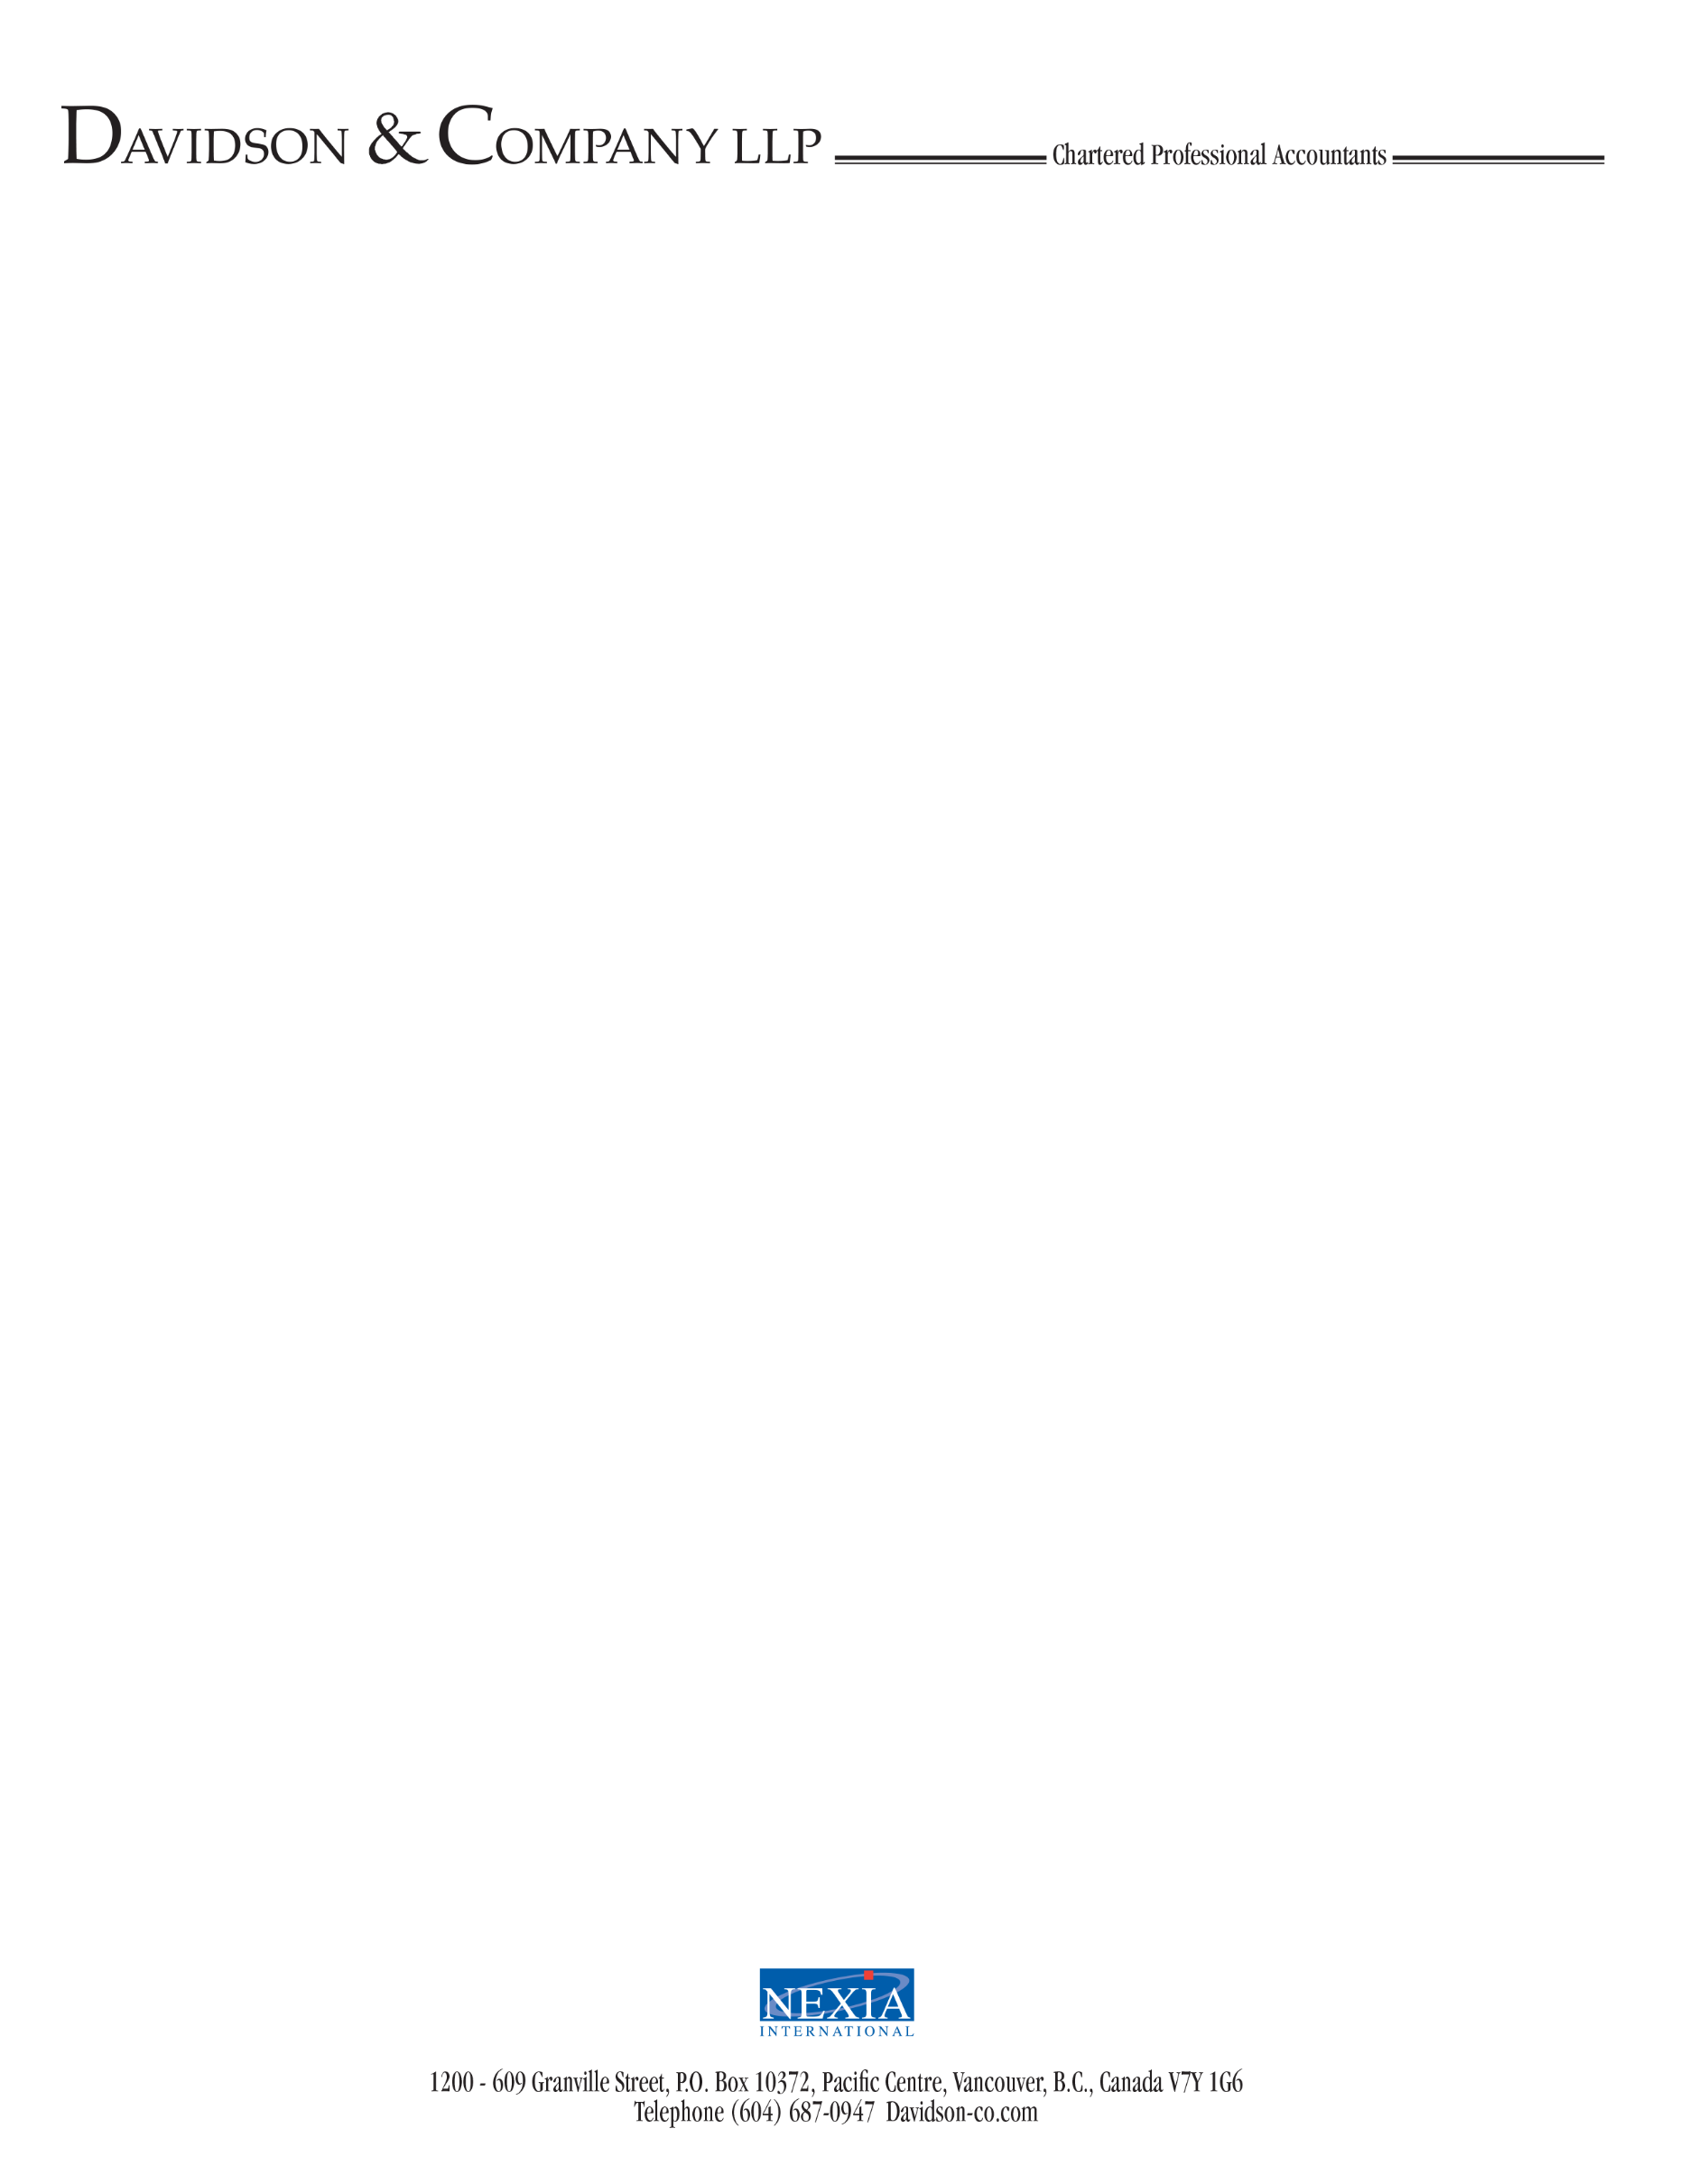 DAVIDSON & COMPANY LLP Chartered Professional Accountants
NEXIA
INTERNATIONAL
1200 - 609 Granville Street, P.O. Box 10372, Pacific Centre, Vancouver, B.C., Canada V7Y 1G6
Telephone (604) 687-0947 Davidson-co.com